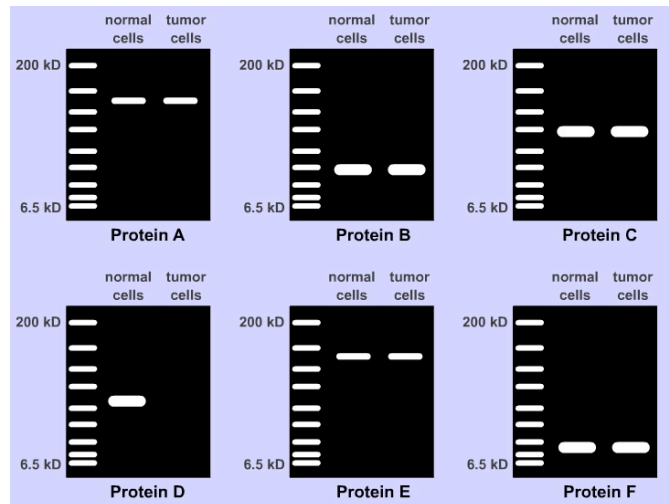 normal tumor
cells cells
200 kD
6.5 kD
Protein A
normal tumor
cells cells
200 kD
6.5 kD
Protein B
normal tumor
cells cells
200 kD
6.5 kD
Protein C
normal tumor
cells cells
200 kD
6.5 kD
Protein D
normal tumor
cells cells
200 kD
6.5 kD
Protein E
normal tumor
cells cells
200 kD
6.5 kD
Protein F